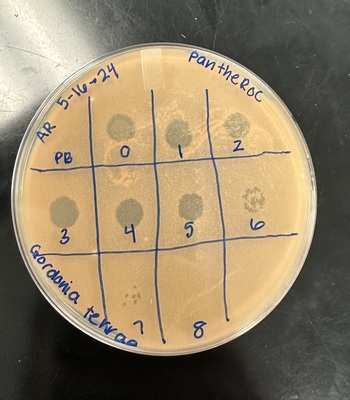 AR 5-16-24
PantheRoc
PB 0 1 2
3 4 5 6
7 8
Gordonia terrae